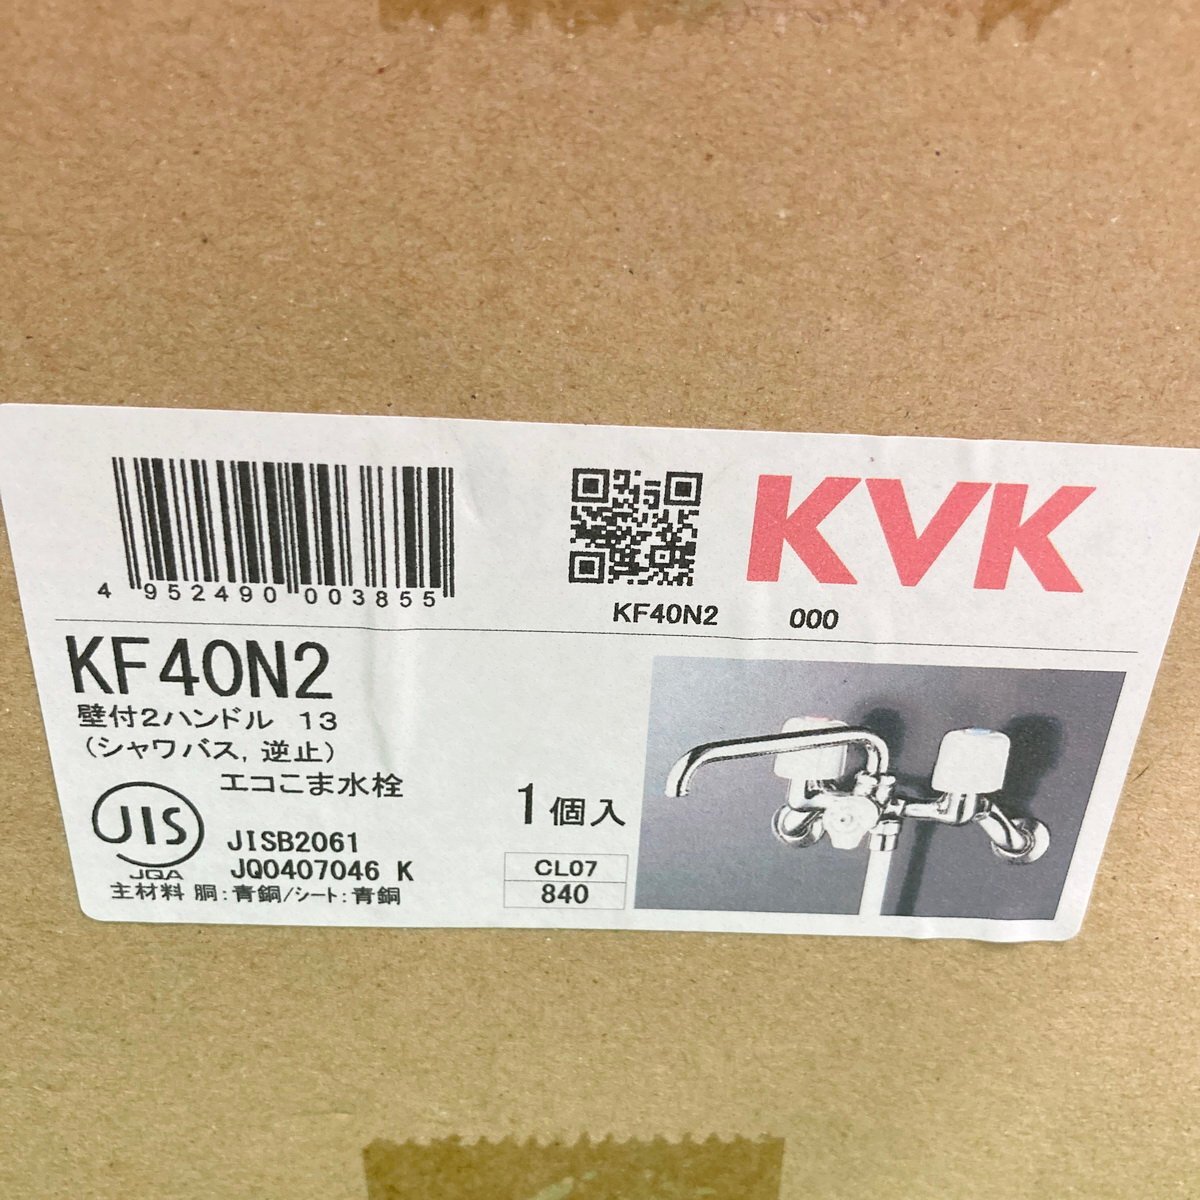 4 952490 003855
KF40N2 000
KVK
KF40N2
壁付2ハンドル 13
(シャワバス, 逆止)
エコこま水栓
JIS
JQA
JISB2061
JQ0407046 K
主材料 胴:青銅/シート:青銅
1個入
CL07
840